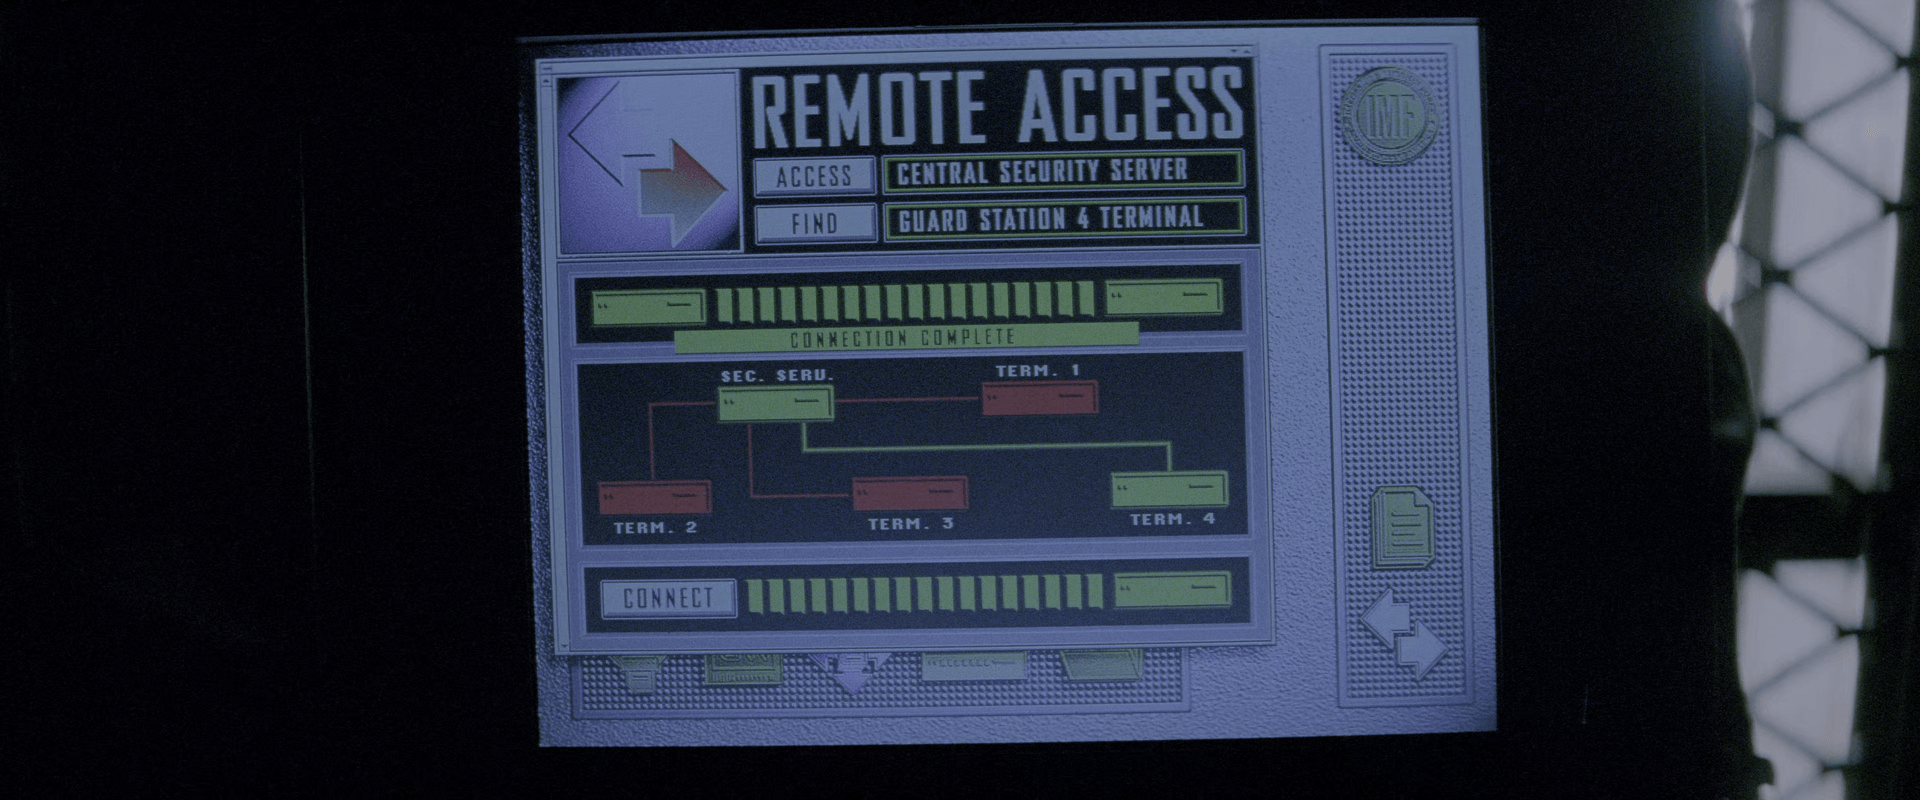 REMOTE ACCESS
ACCESS CENTRAL SECURITY SERVER
FIND GUARD STATION 4 TERMINAL
CONNECTION COMPLETE
SEC. SERV.
TERM. 1
TERM. 2
TERM. 3
TERM. 4
CONNECT
IMF